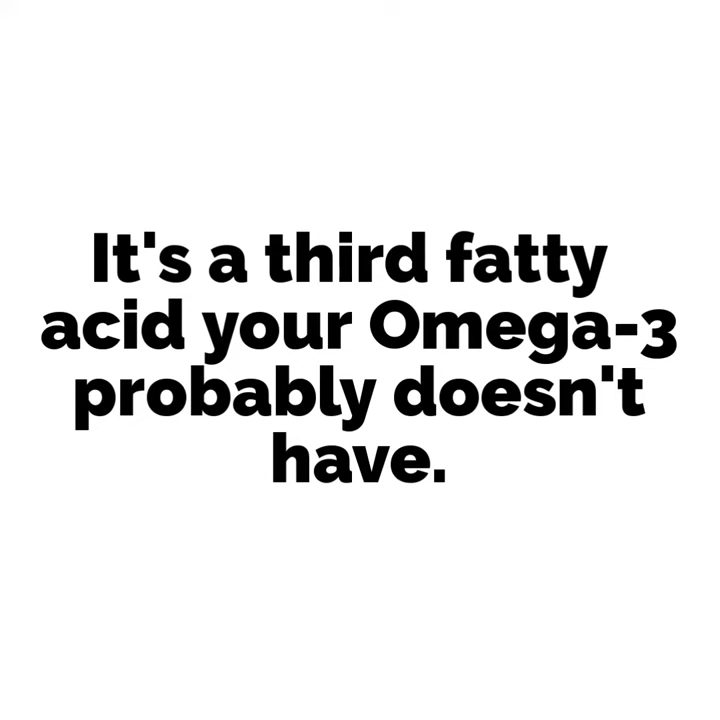 It's a third fatty
acid your Omega-3
probably doesn't
have.